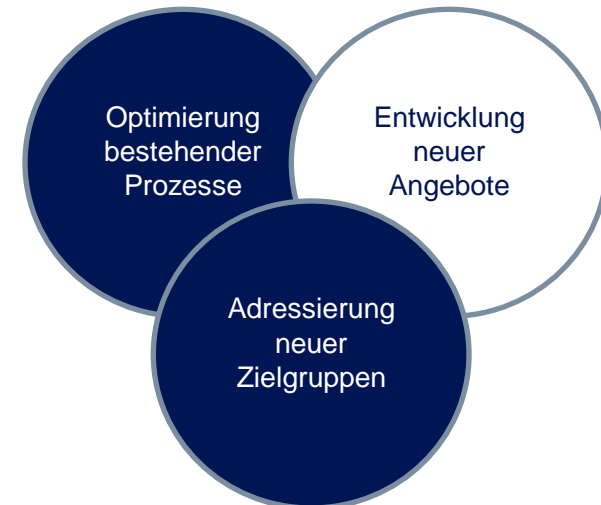 Optimierung
bestehender
Prozesse
Entwicklung
neuer
Angebote
Adressierung
neuer
Zielgruppen